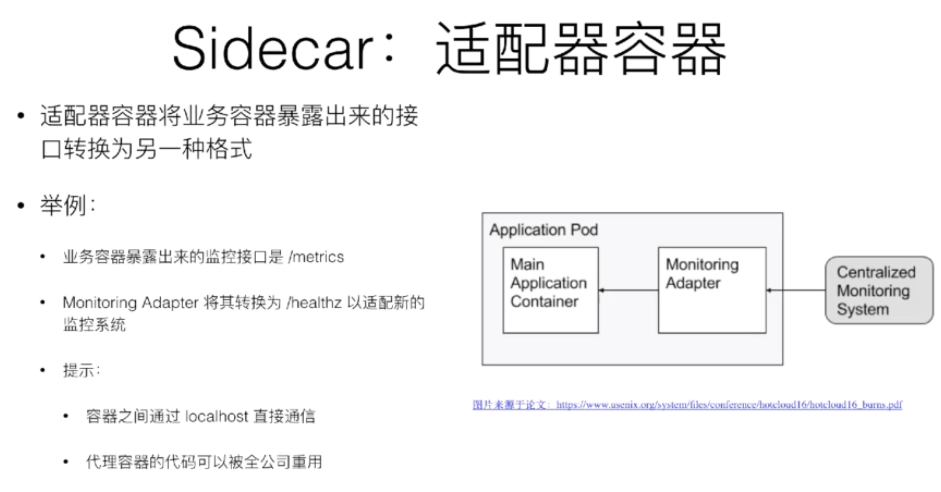 Sidecar：适配器容器
• 适配器容器将业务容器暴露出来的接
口转换为另一种格式
• 举例：
• 业务容器暴露出来的监控接口是 /metrics
• Monitoring Adapter 将其转换为 /healthz 以适配新的
监控系统
• 提示：
• 容器之间通过 localhost 直接通信
• 代理容器的代码可以被全公司重用
Application Pod
Main
Application
Container
Monitoring
Adapter
Centralized
Monitoring
System
图片来源于论文：https://www.usenix.org/system/files/conference/hotcloud16/hotcloud16_burns.pdf